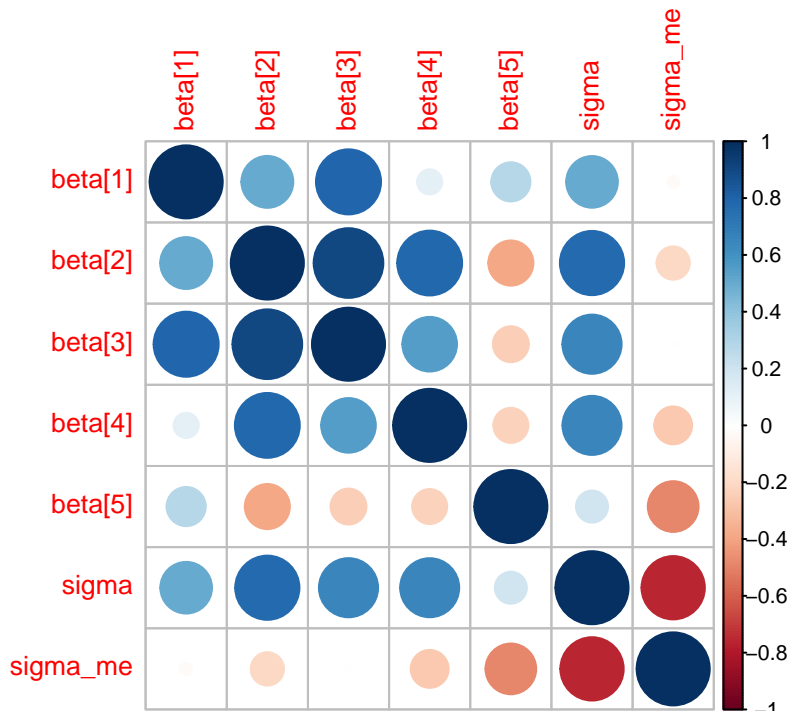 beta[1]
beta[2]
beta[3]
beta[4]
beta[5]
sigma
sigma_me
beta[1]
beta[2]
beta[3]
beta[4]
beta[5]
sigma
sigma_me
1
0.8
0.6
0.4
0.2
0
−0.2
−0.4
−0.6
−0.8
−1